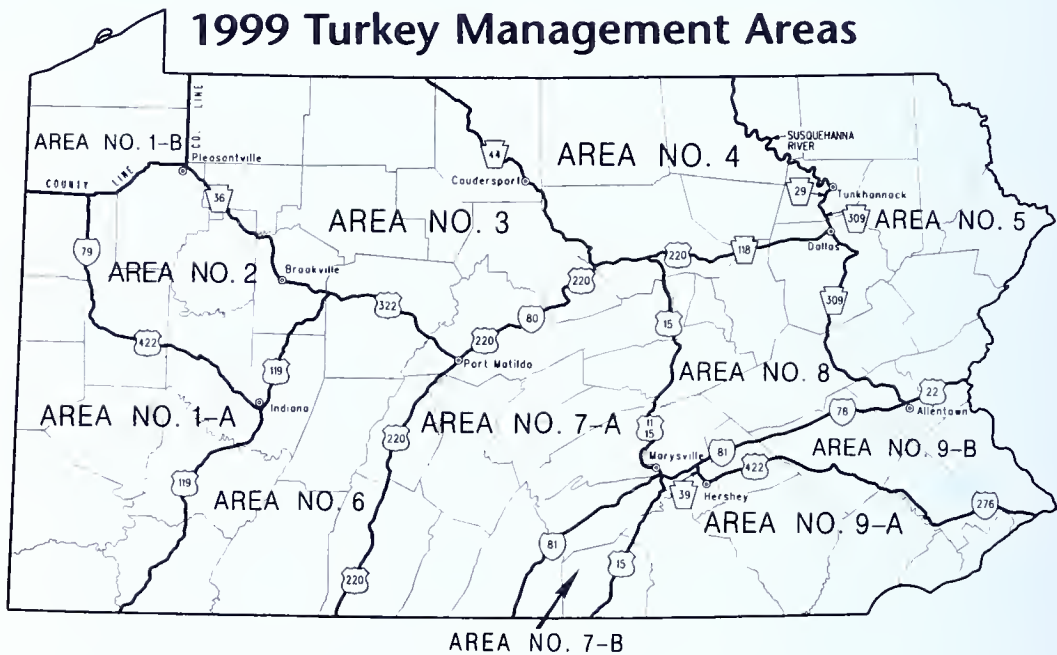 1999 Turkey Management Areas
CO. LINE
AREA NO. 1-B
Pleasantville
COUNTY LINE
SUSQUEHANNA
RIVER
AREA NO. 4
44
Coudersport
29
Tunkhannock
36
AREA NO. 3
309
AREA NO. 5
79
AREA NO. 2
118
Dallas
220
Brookville
220
322
80
309
15
422
220
119
Port Matilda
AREA NO. 8
Indiana
22
AREA NO. 1-A
AREA NO. 7-A
78
Allentown
11
15
220
Marysville
81
AREA NO. 9-B
119
422
AREA NO. 6
39
Hershey
AREA NO. 9-A
276
81
15
220
AREA NO. 7-B